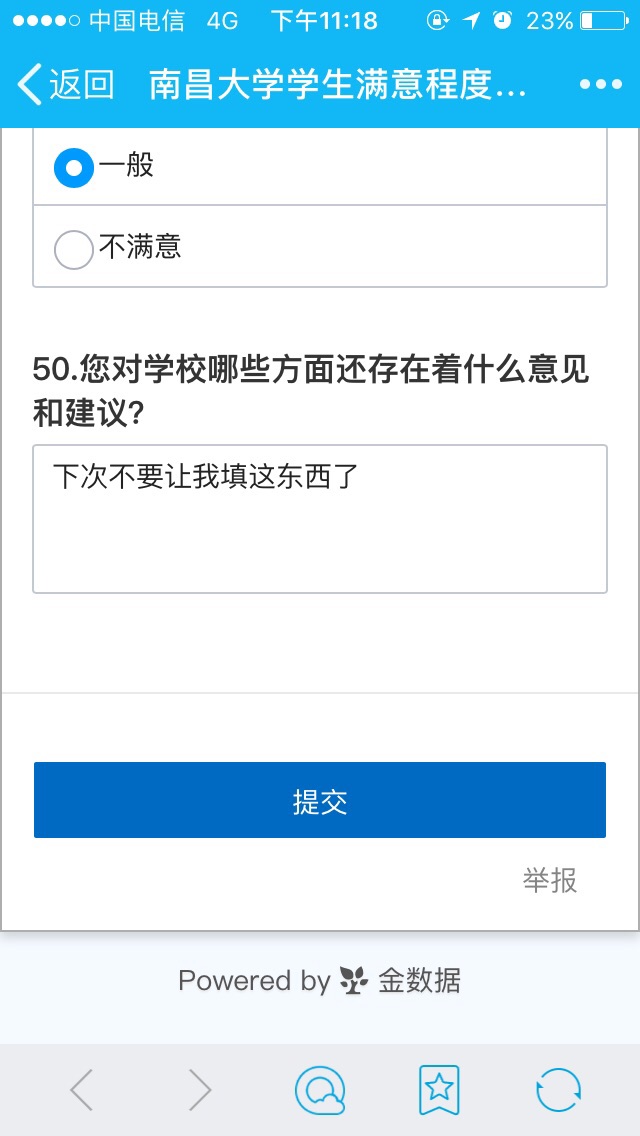 中国电信 4G 下午11:18 23%
返回 南昌大学学生满意程度...
一般
不满意
50.您对学校哪些方面还存在着什么意见
和建议?
下次不要让我填这东西了
提交
举报
Powered by 金数据